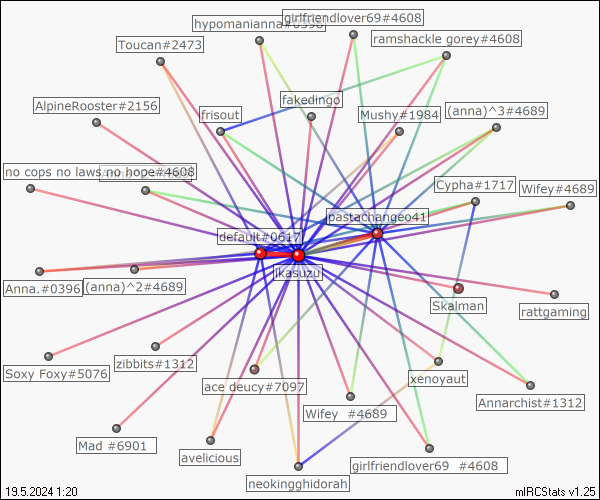 girlfriendlover69#4608
hypomanianna#0396
ramshackle gorey#4608
Toucan#2473
fakedingo
AlpineRooster#2156
frisout
Mushy#1984
(anna)^3#4689
no cops no laws no hope#4608
Cypha#1717
Wifey#4689
pastachangeo41
default#0617
ikasuzu
Anna.#0396
(anna)^2#4689
Skalman
rattgaming
Soxy Foxy#5076
zibbits#1312
ace deucy#7097
xenoyaut
Annarchist#1312
Wifey #4689
Mad #6901
avelicious
girlfriendlover69 #4608
neokingghidorah
19.5.2024 1:20
mIRCStats v1.25